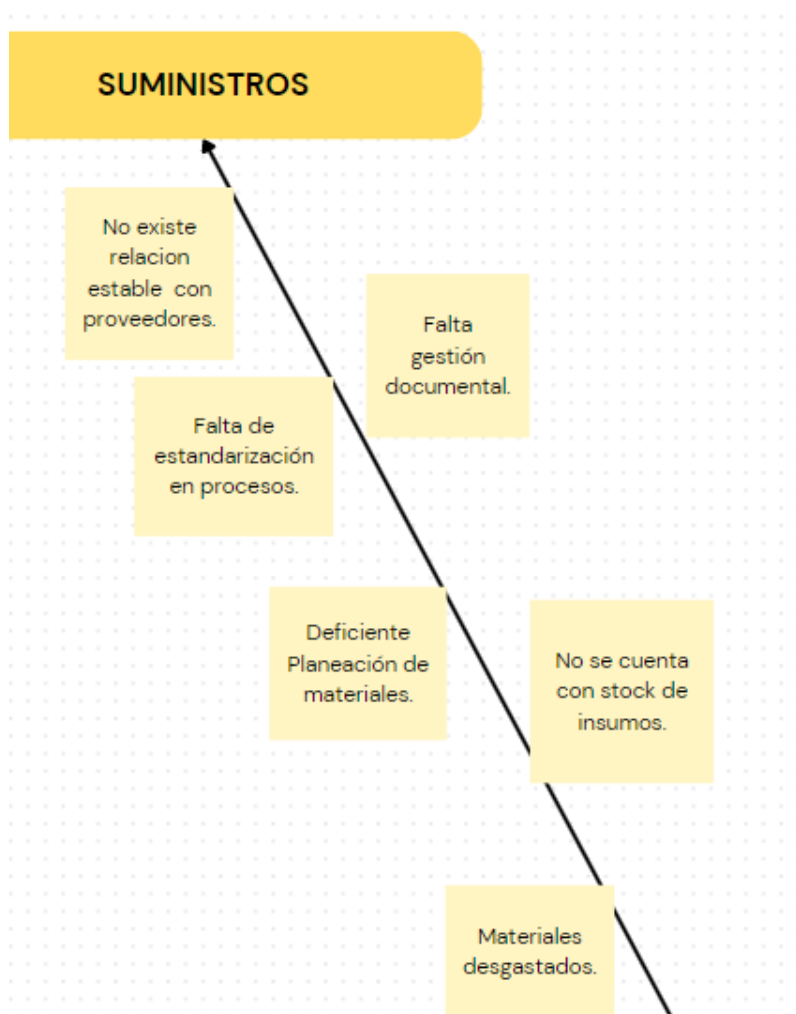 SUMINISTROS
No existe
relacion
estable con
proveedores.
Falta
gestión
documental.
Falta de
estandarización
en procesos.
Deficiente
Planeación de
materiales.
No se cuenta
con stock de
insumos.
Materiales
desgastados.